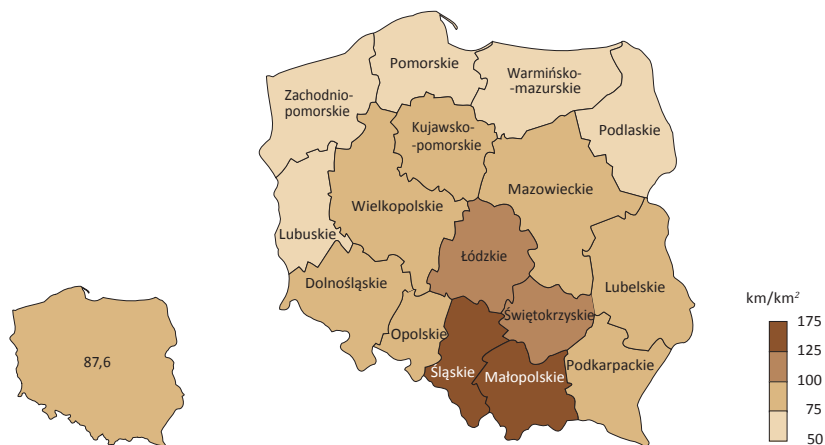 Pomorskie
Warmińsko-
-mazurskie
Zachodnio-
pomorskie
Kujawsko-
-pomorskie
Podlaskie
Mazowieckie
Wielkopolskie
Lubuskie
Łódzkie
Dolnośląskie
Lubelskie
Świętokrzyskie
Opolskie
Śląskie
Małopolskie
Podkarpackie
87,6
km/km²
175
125
100
75
50